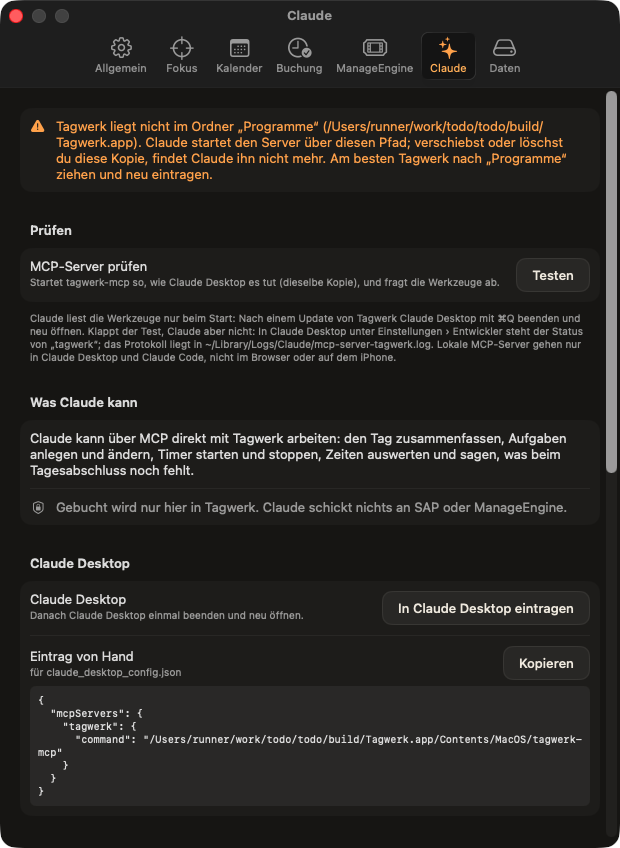 Claude
Allgemein
Fokus
Kalender
Buchung
ManageEngine
Claude
Daten
Tagwerk liegt nicht im Ordner „Programme“ (/Users/runner/work/todo/todo/build/
Tagwerk.app). Claude startet den Server über diesen Pfad; verschiebst oder löschst
du diese Kopie, findet Claude ihn nicht mehr. Am besten Tagwerk nach „Programme“
ziehen und neu eintragen.
Prüfen
MCP-Server prüfen
Startet tagwerk-mcp so, wie Claude Desktop es tut (dieselbe Kopie), und fragt die Werkzeuge ab.
Testen
Claude liest die Werkzeuge nur beim Start: Nach einem Update von Tagwerk Claude Desktop mit ⌘Q beenden und
neu öffnen. Klappt der Test, Claude aber nicht: In Claude Desktop unter Einstellungen › Entwickler steht der Status
von „tagwerk“; das Protokoll liegt in ~/Library/Logs/Claude/mcp-server-tagwerk.log. Lokale MCP-Server gehen nur
in Claude Desktop und Claude Code, nicht im Browser oder auf dem iPhone.
Was Claude kann
Claude kann über MCP direkt mit Tagwerk arbeiten: den Tag zusammenfassen, Aufgaben
anlegen und ändern, Timer starten und stoppen, Zeiten auswerten und sagen, was beim
Tagesabschluss noch fehlt.
Gebucht wird nur hier in Tagwerk. Claude schickt nichts an SAP oder ManageEngine.
Claude Desktop
Claude Desktop
Danach Claude Desktop einmal beenden und neu öffnen.
In Claude Desktop eintragen
Eintrag von Hand
für claude_desktop_config.json
Kopieren
{
"mcpServers": {
"tagwerk": {
"command": "/Users/runner/work/todo/todo/build/Tagwerk.app/Contents/MacOS/tagwerk-
mcp"
}
}
}